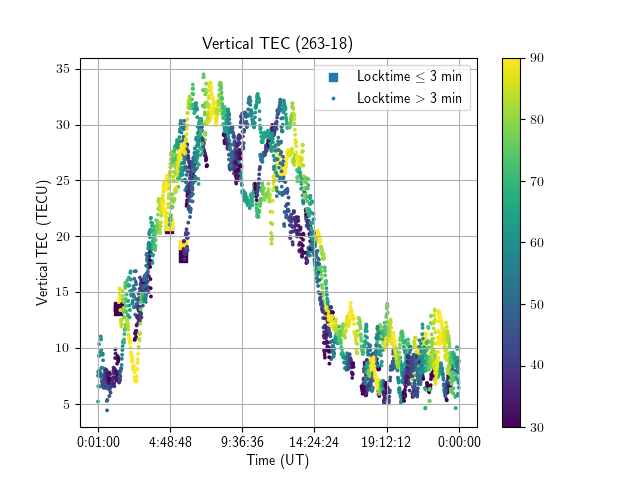 Vertical TEC (263-18)
Locktime ≤ 3 min
Locktime > 3 min
Vertical TEC (TECU)
35
30
25
20
15
10
5
0:01:00 4:48:48 9:36:36 14:24:24 19:12:12 0:00:00
Time (UT)
90
80
70
60
50
40
30